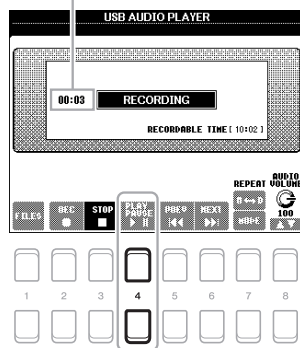 USB AUDIO PLAYER
00:03 RECORDING
RECORDABLE TIME [ 10:02 ]
REPEAT AUDIO VOLUME
FILES REC STOP PLAY PAUSE PREV NEXT 100
1 2 3 4 5 6 7 8